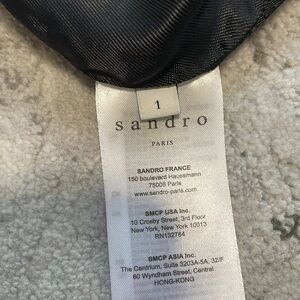 1
sandro
PARIS
SANDRO FRANCE
150 boulevard Haussmann
75008 Paris
www.sandro-paris.com
SMCP USA Inc.
10 Crosby Street, 3rd Floor
New York, New York 10013
RN132784
SMCP ASIA Inc.
The Centrium, Suite 3203A-5A, 32/F
60 Wyndham Street, Central
HONG-KONG